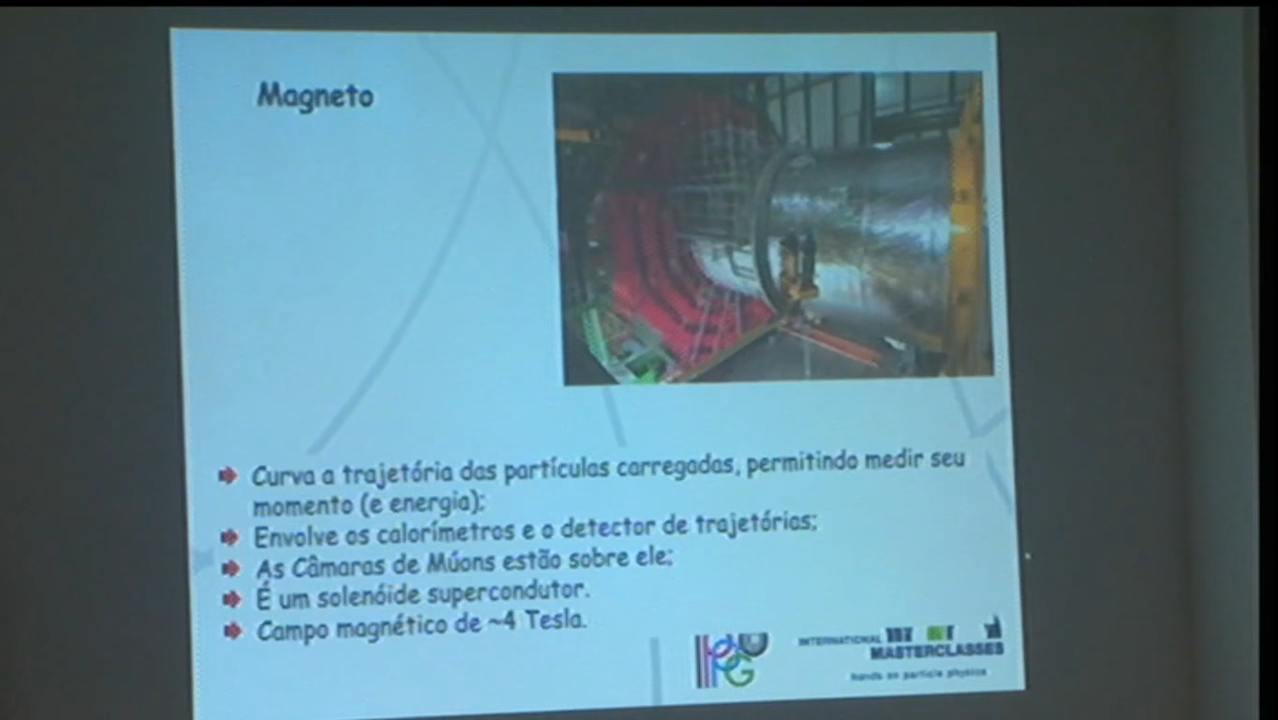 Magneto
Curva a trajetória das partículas carregadas, permitindo medir seu
momento (e energia);
Envolve os calorímetros e o detector de trajetórias;
As Câmaras de Múons estão sobre ele;
É um solenóide supercondutor.
Campo magnético de ~4 Tesla.
IPPOG
INTERNATIONAL
MASTERCLASSES
hands on particle physics